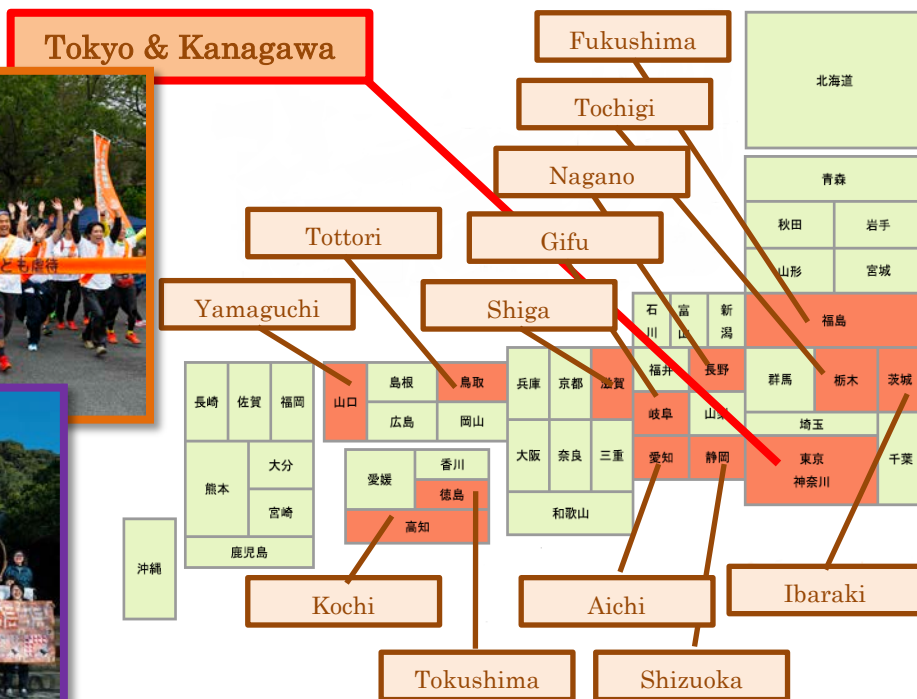 Tokyo & Kanagawa
Fukushima
Tochigi
Nagano
Gifu
Tottori
Shiga
Yamaguchi
Kochi
Aichi
Ibaraki
Tokushima
Shizuoka
北海道
青森
秋田
岩手
山形
宮城
福島
石川
富山
新潟
福井
長野
群馬
栃木
茨城
岐阜
山梨
埼玉
愛知
静岡
東京
神奈川
千葉
兵庫
京都
滋賀
大阪
奈良
三重
和歌山
山口
島根
鳥取
広島
岡山
愛媛
香川
徳島
高知
長崎
佐賀
福岡
熊本
大分
宮崎
鹿児島
沖縄
とも虐待